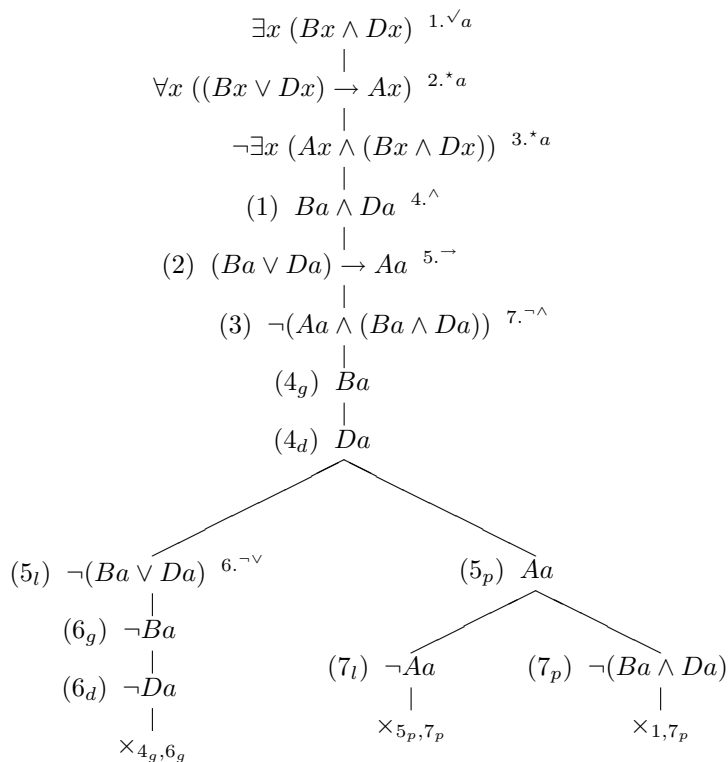 ∃x (Bx ∧ Dx) 1.√a
∀x ((Bx ∨ Dx) → Ax) 2.⋆a
¬∃x (Ax ∧ (Bx ∧ Dx)) 3.⋆a
(1) Ba ∧ Da 4.∧
(2) (Ba ∨ Da) → Aa 5.→
(3) ¬(Aa ∧ (Ba ∧ Da)) 7.¬∧
(4g) Ba
(4d) Da
(5l) ¬(Ba ∨ Da) 6.¬∨ (5p) Aa
(6g) ¬Ba
(6d) ¬Da (7l) ¬Aa (7p) ¬(Ba ∧ Da)
×4g,6g ×5p,7p ×1,7p